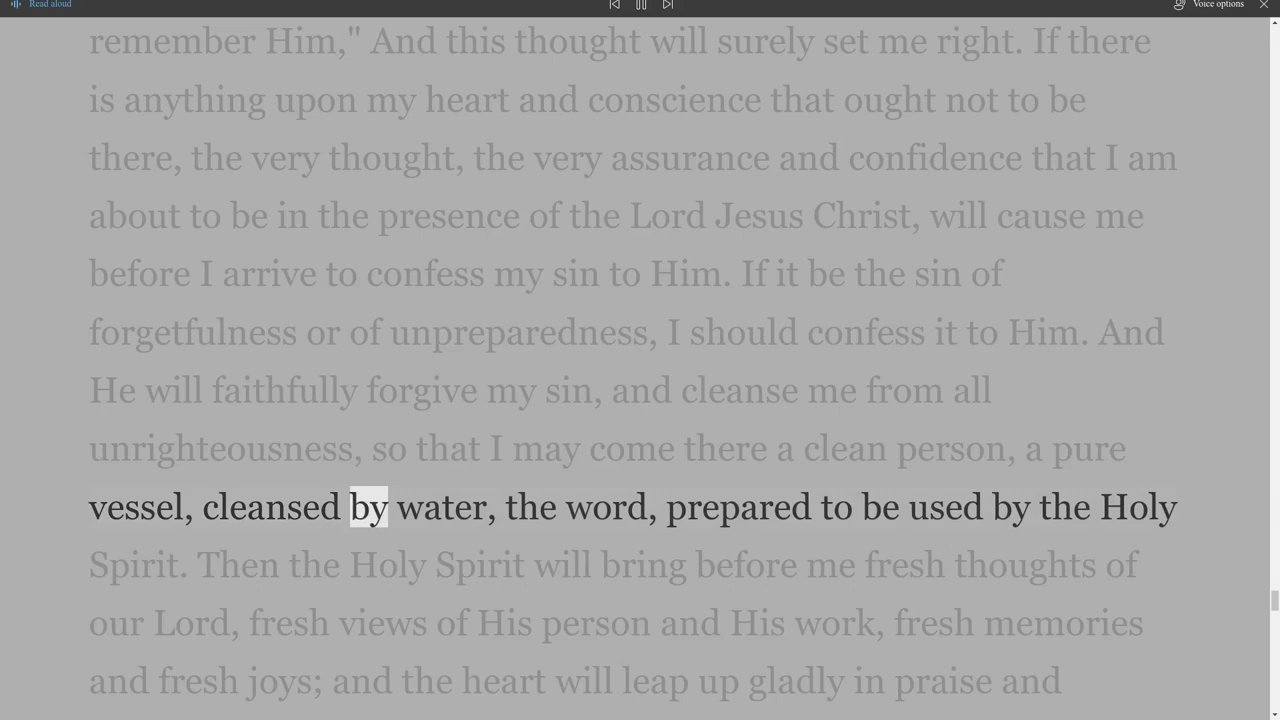 Read aloud
Voice options
remember Him," And this thought will surely set me right. If there
is anything upon my heart and conscience that ought not to be
there, the very thought, the very assurance and confidence that I am
about to be in the presence of the Lord Jesus Christ, will cause me
before I arrive to confess my sin to Him. If it be the sin of
forgetfulness or of unpreparedness, I should confess it to Him. And
He will faithfully forgive my sin, and cleanse me from all
unrighteousness, so that I may come there a clean person, a pure
vessel, cleansed by water, the word, prepared to be used by the Holy
Spirit. Then the Holy Spirit will bring before me fresh thoughts of
our Lord, fresh views of His person and His work, fresh memories
and fresh joys; and the heart will leap up gladly in praise and